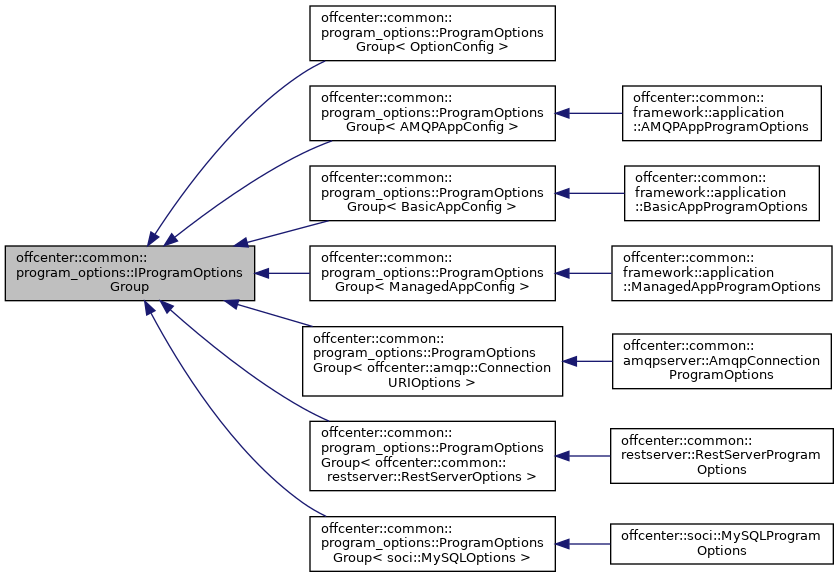 offcenter::common::
program_options::IProgramOptions
Group
offcenter::common::
program_options::ProgramOptions
Group< OptionConfig >
offcenter::common::
program_options::ProgramOptions
Group< AMQPAppConfig >
offcenter::common::
framework::application
::AMQPAppProgramOptions
offcenter::common::
program_options::ProgramOptions
Group< BasicAppConfig >
offcenter::common::
framework::application
::BasicAppProgramOptions
offcenter::common::
program_options::ProgramOptions
Group< ManagedAppConfig >
offcenter::common::
framework::application
::ManagedAppProgramOptions
offcenter::common::
program_options::ProgramOptions
Group< offcenter::amqp::Connection
URIOptions >
offcenter::common::
amqpserver::AmqpConnection
ProgramOptions
offcenter::common::
program_options::ProgramOptions
Group< offcenter::common::
restserver::RestServerOptions >
offcenter::common::
restserver::RestServerProgram
Options
offcenter::common::
program_options::ProgramOptions
Group< soci::MySQLOptions >
offcenter::soci::MySQLProgram
Options